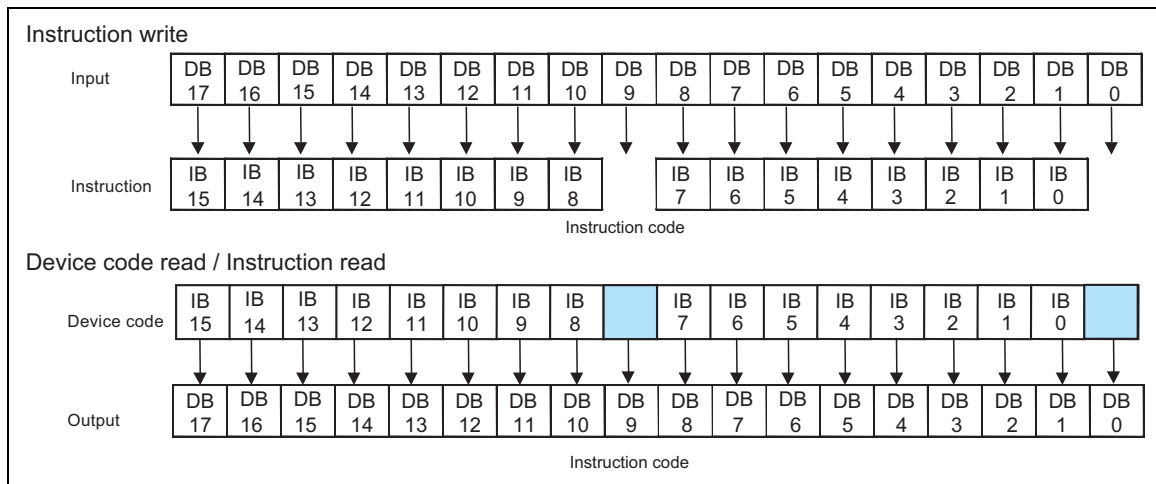 Instruction write
Input DB 17 DB 16 DB 15 DB 14 DB 13 DB 12 DB 11 DB 10 DB 9 DB 8 DB 7 DB 6 DB 5 DB 4 DB 3 DB 2 DB 1 DB 0
Instruction IB 15 IB 14 IB 13 IB 12 IB 11 IB 10 IB 9 IB 8 IB 7 IB 6 IB 5 IB 4 IB 3 IB 2 IB 1 IB 0
Instruction code
Device code read / Instruction read
Device code IB 15 IB 14 IB 13 IB 12 IB 11 IB 10 IB 9 IB 8 IB 7 IB 6 IB 5 IB 4 IB 3 IB 2 IB 1 IB 0
Output DB 17 DB 16 DB 15 DB 14 DB 13 DB 12 DB 11 DB 10 DB 9 DB 8 DB 7 DB 6 DB 5 DB 4 DB 3 DB 2 DB 1 DB 0
Instruction code